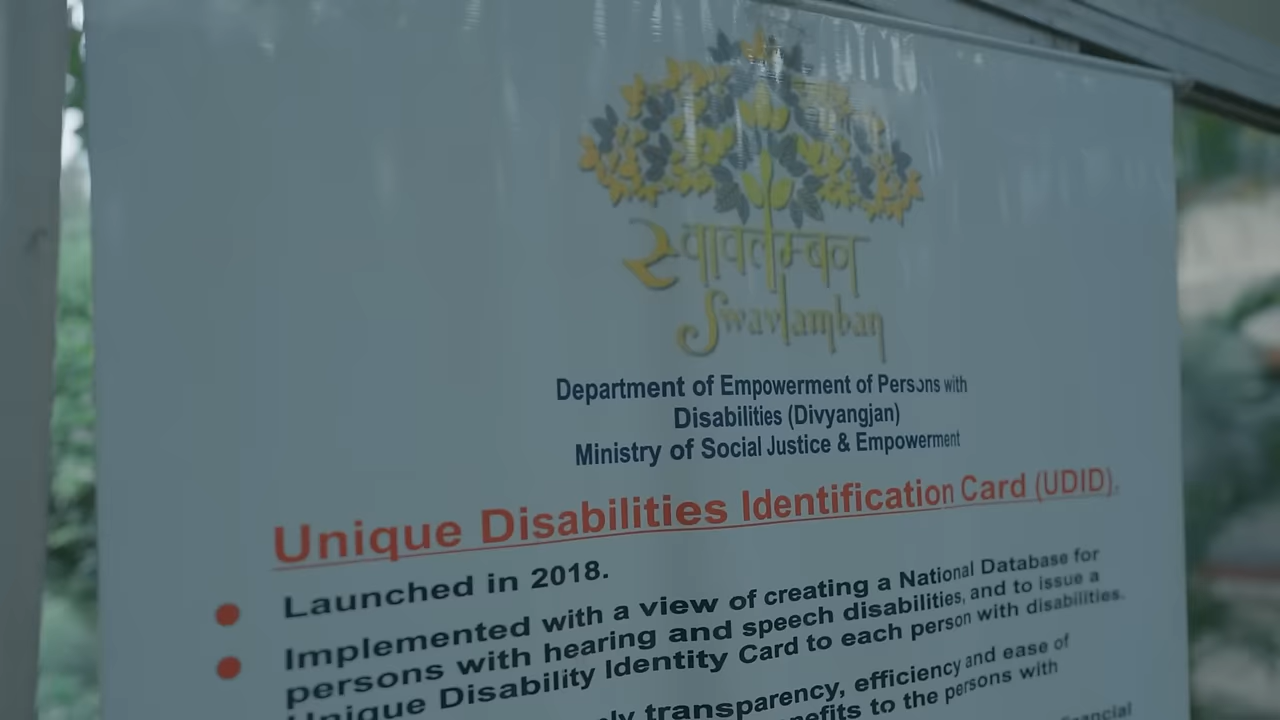 स्वावलम्बन
Swavlamban
Department of Empowerment of Persons with
Disabilities (Divyangjan)
Ministry of Social Justice & Empowerment
Unique Disabilities Identification Card (UDID).
Launched in 2018.
Implemented with a view of creating a National Database for
persons with hearing and speech disabilities, and to issue a
Unique Disability Identity Card to each person with disabilities.
transparency, efficiency and ease of
to the persons with